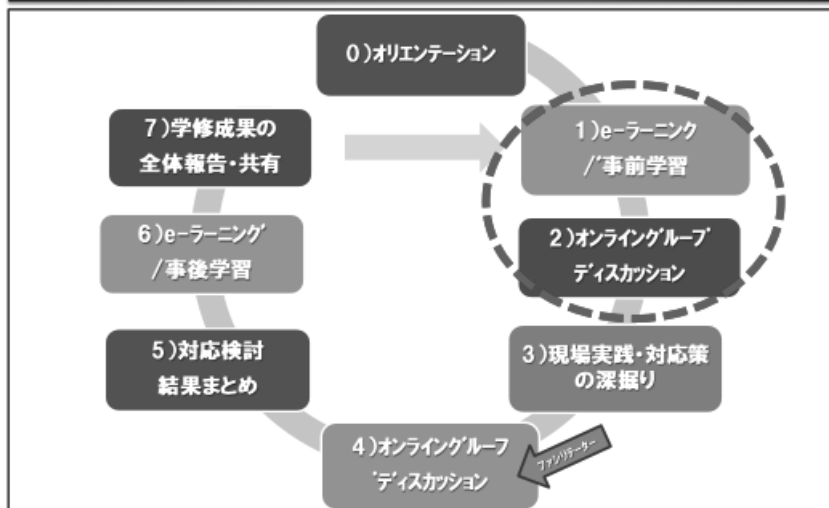 0)オリエンテーション
1)e-ラーニング
/゙事前学習
2)オンライングループ
ディスカッション
3)現場実践・対応策
の深掘り
4)オンライングルーフ
゚ディスカッション
ファシリテーター
5)対応検討
結果まとめ
6)e-ラーニング
/事後学習
7)学修成果の
全体報告・共有